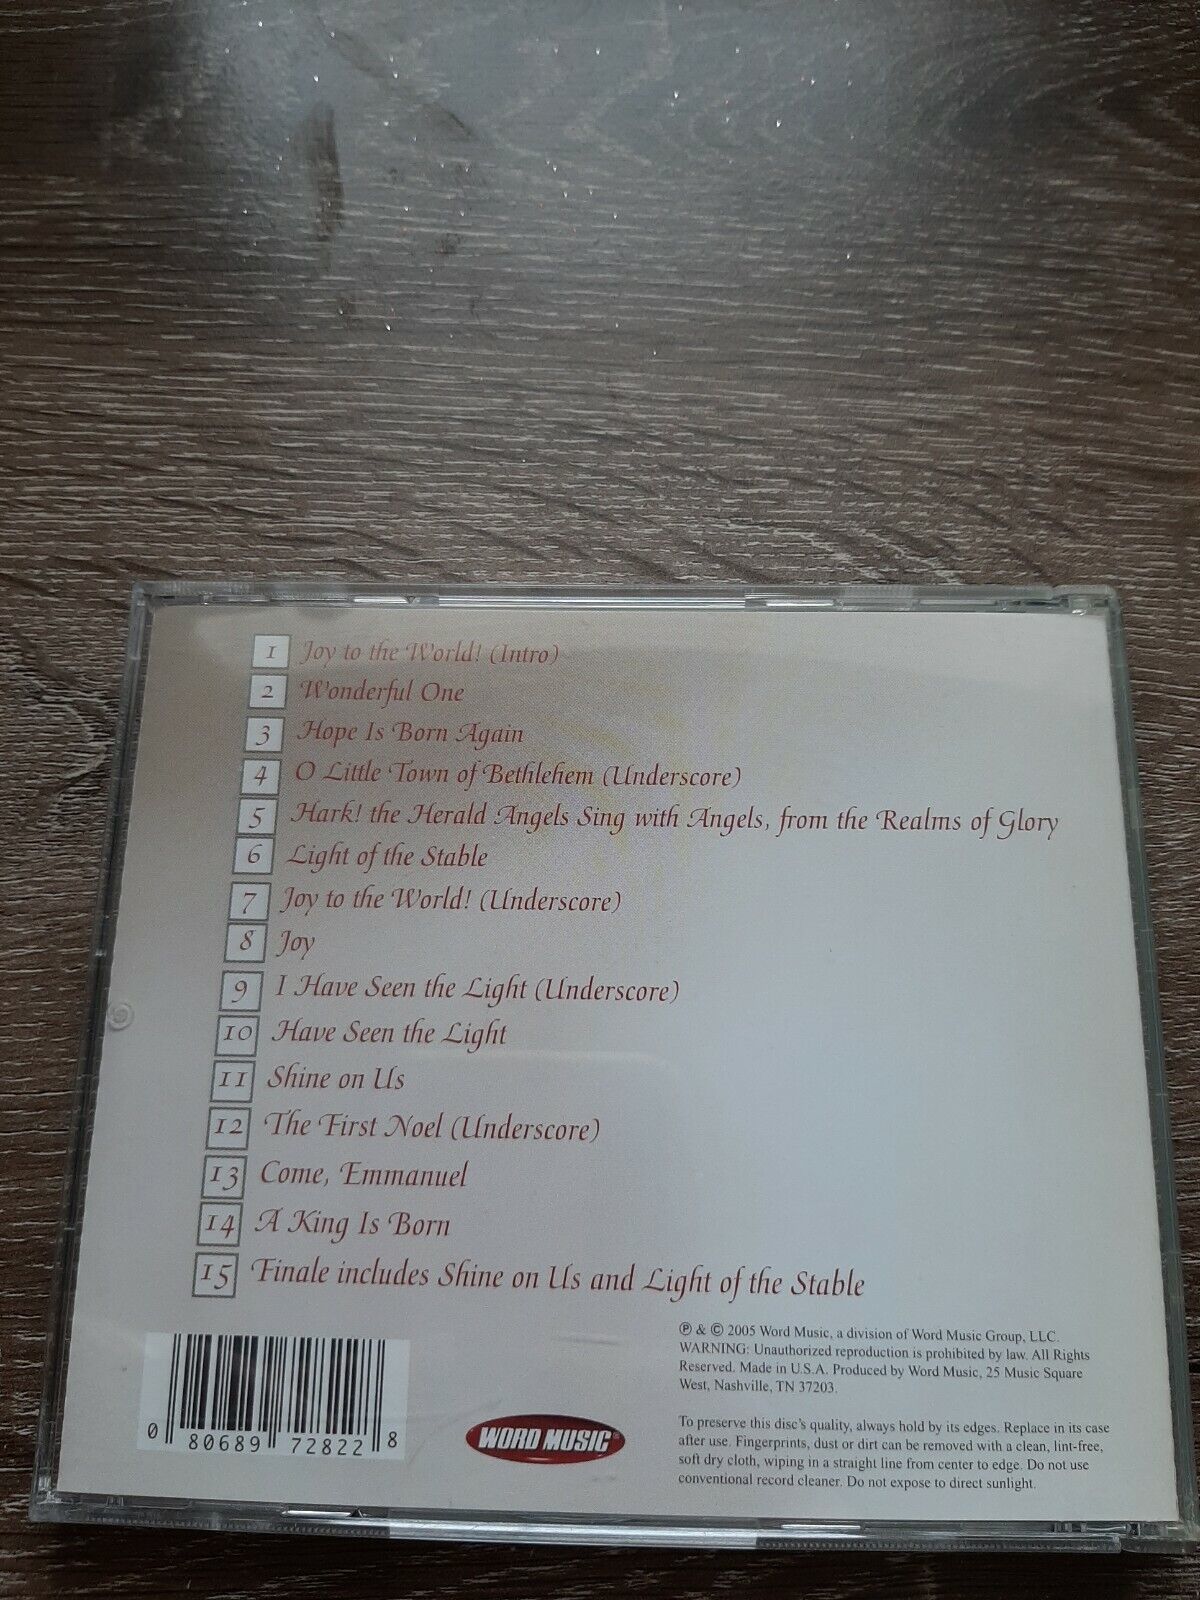 1 Joy to the World! (Intro)
2 Wonderful One
3 Hope Is Born Again
4 O Little Town of Bethlehem (Underscore)
5 Hark! the Herald Angels Sing with Angels, from the Realms of Glory
6 Light of the Stable
7 Joy to the World! (Underscore)
8 Joy
9 I Have Seen the Light (Underscore)
10 Have Seen the Light
11 Shine on Us
12 The First Noel (Underscore)
13 Come, Emmanuel
14 A King Is Born
15 Finale includes Shine on Us and Light of the Stable
0 80689 72822 8
WORD MUSIC®
℗ & © 2005 Word Music, a division of Word Music Group, LLC.
WARNING: Unauthorized reproduction is prohibited by law. All Rights
Reserved. Made in U.S.A. Produced by Word Music, 25 Music Square
West, Nashville, TN 37203.
To preserve this disc's quality, always hold by its edges. Replace in its case
after use. Fingerprints, dust or dirt can be removed with a clean, lint-free,
soft dry cloth, wiping in a straight line from center to edge. Do not use
conventional record cleaner. Do not expose to direct sunlight.